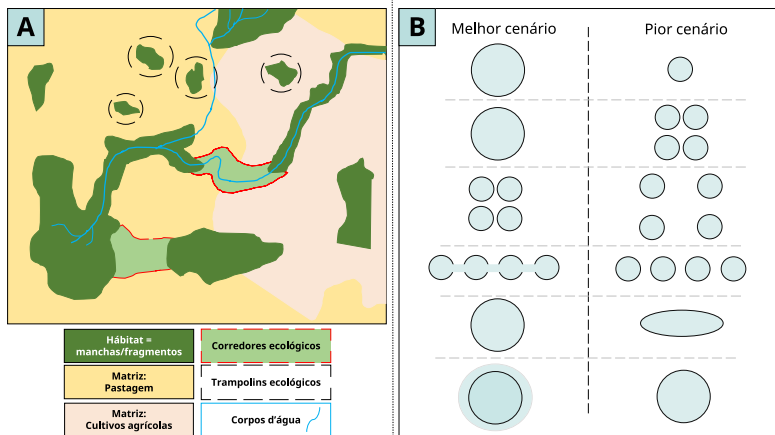 A
B
Melhor cenário
Pior cenário
Hábitat =
manchas/fragmentos
Corredores ecológicos
Matriz:
Pastagem
Trampolins ecológicos
Matriz:
Cultivos agrícolas
Corpos d'água